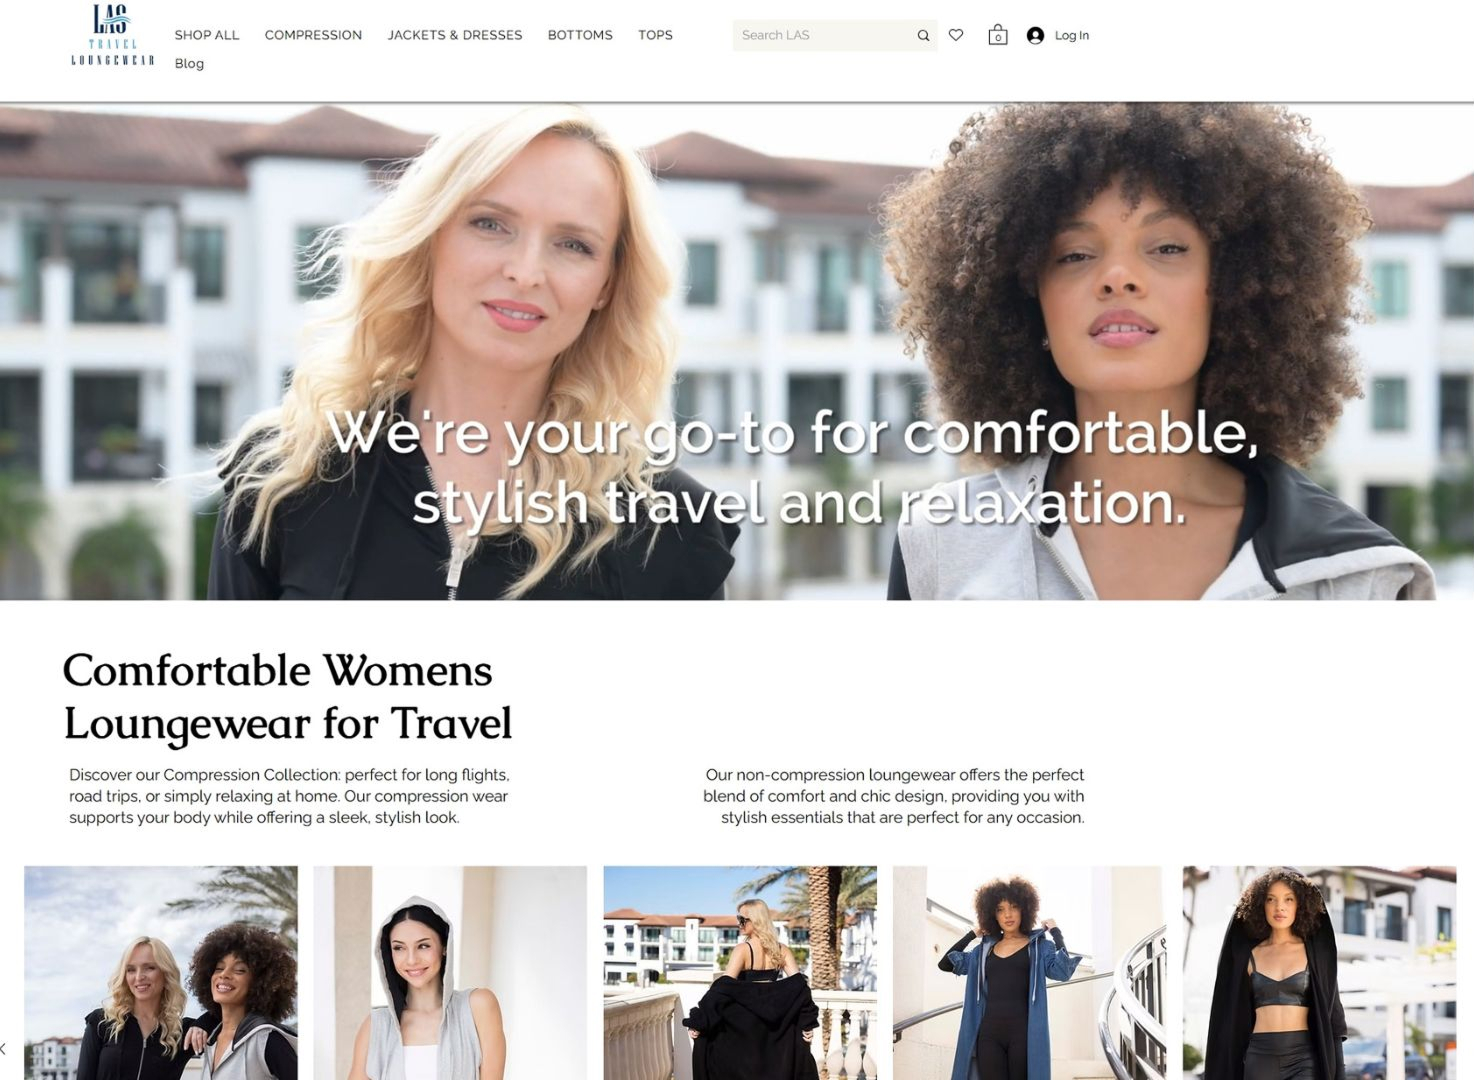 LAS
TRAVEL
LOUNGEWEAR
SHOP ALL
COMPRESSION
JACKETS & DRESSES
BOTTOMS
TOPS
Blog
Search LAS
0
Log In
We're your go-to for comfortable,
stylish travel and relaxation.
Comfortable Womens
Loungewear for Travel
Discover our Compression Collection: perfect for long flights,
road trips, or simply relaxing at home. Our compression wear
supports your body while offering a sleek, stylish look.
Our non-compression loungewear offers the perfect
blend of comfort and chic design, providing you with
stylish essentials that are perfect for any occasion.